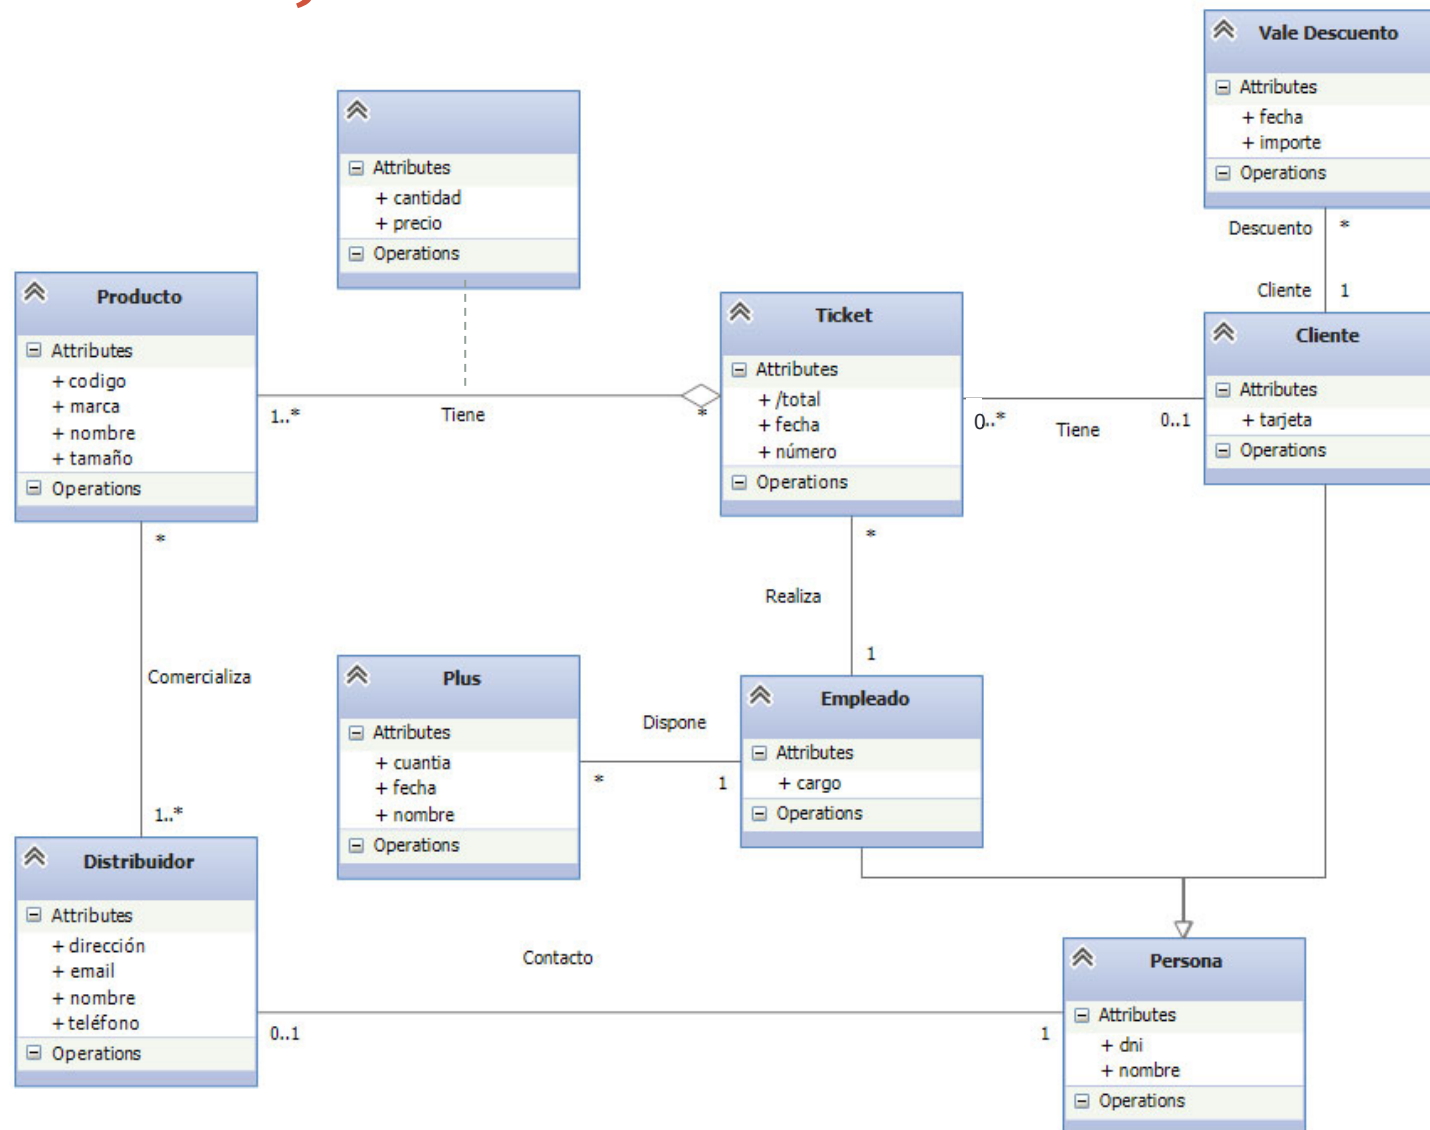 Vale Descuento
Attributes
+ fecha
+ importe
Operations
Descuento
*
Cliente
1
Attributes
+ cantidad
+ precio
Operations
Producto
Attributes
+ codigo
+ marca
+ nombre
+ tamaño
Operations
1..*
Tiene
*
Ticket
Attributes
+ /total
+ fecha
+ número
Operations
0..*
Tiene
0..1
Cliente
Attributes
+ tarjeta
Operations
*
Comercializa
1..*
*
Realiza
1
Plus
Attributes
+ cuantia
+ fecha
+ nombre
Operations
*
Dispone
1
Empleado
Attributes
+ cargo
Operations
Distribuidor
Attributes
+ dirección
+ email
+ nombre
+ teléfono
Operations
0..1
Contacto
1
Persona
Attributes
+ dni
+ nombre
Operations